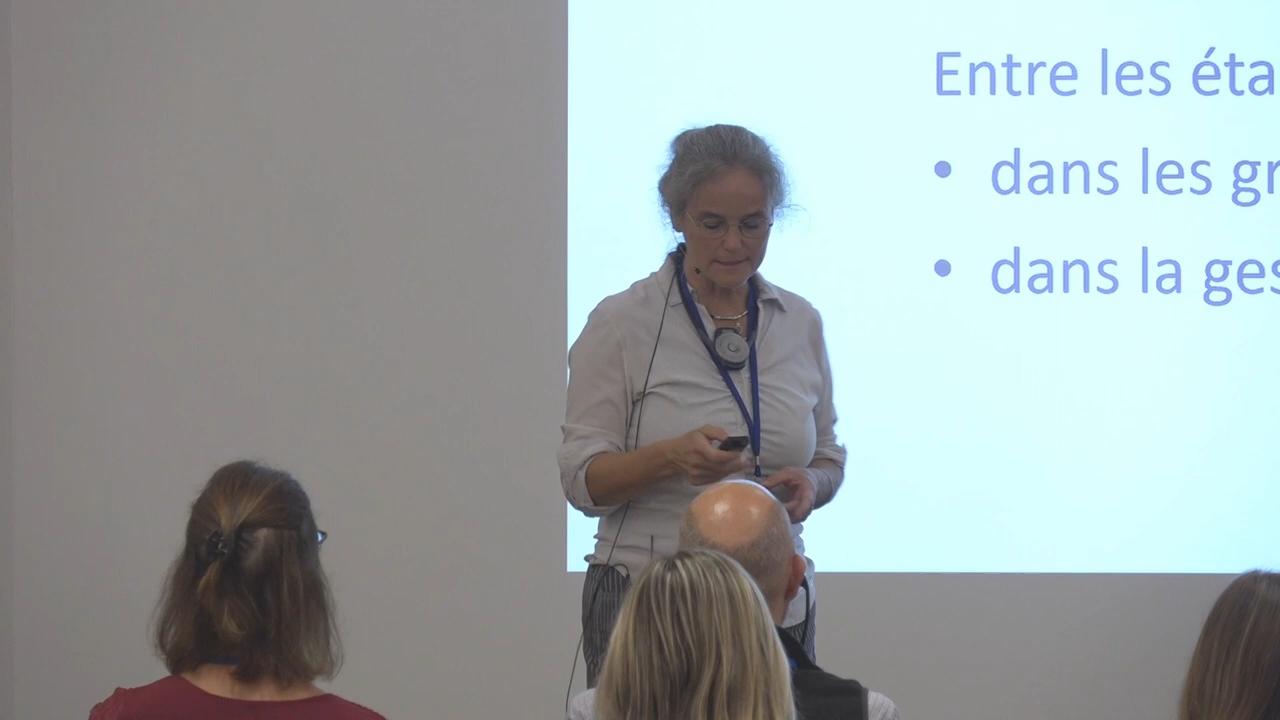 Entre les éta
• dans les gr
• dans la ges